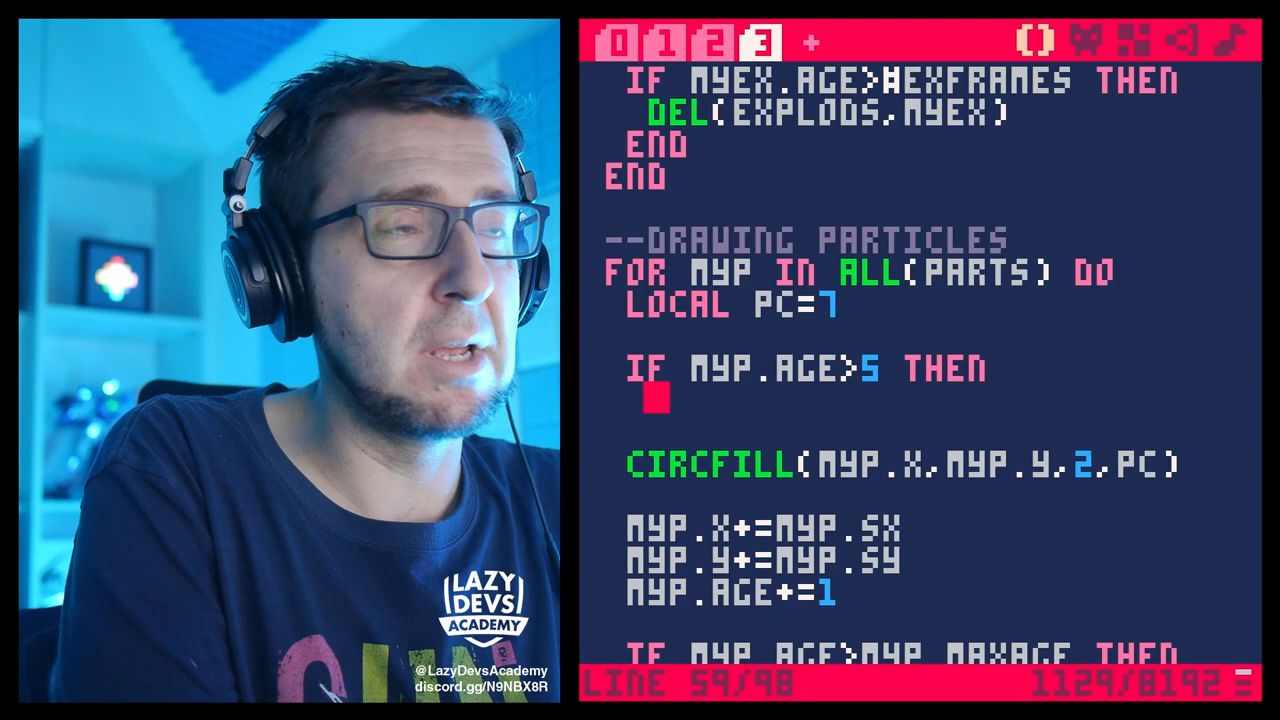 0 1 2 3 +
IF MYEX.AGE>#EXFRAMES THEN
DEL(EXPLODS,MYEX)
END
END
--DRAWING PARTICLES
FOR MYP IN ALL(PARTS) DO
LOCAL PC=7
IF MYP.AGE>5 THEN
CIRCFILL(MYP.X,MYP.Y,2,PC)
MYP.X+=MYP.SX
MYP.Y+=MYP.SY
MYP.AGE+=1
IF MYP.AGE>MYP.MAXAGE THEN
LINE 59/98
1129/8192
LAZY
DEVS
ACADEMY
@LazyDevsAcademy
discord.gg/N9NBX8R